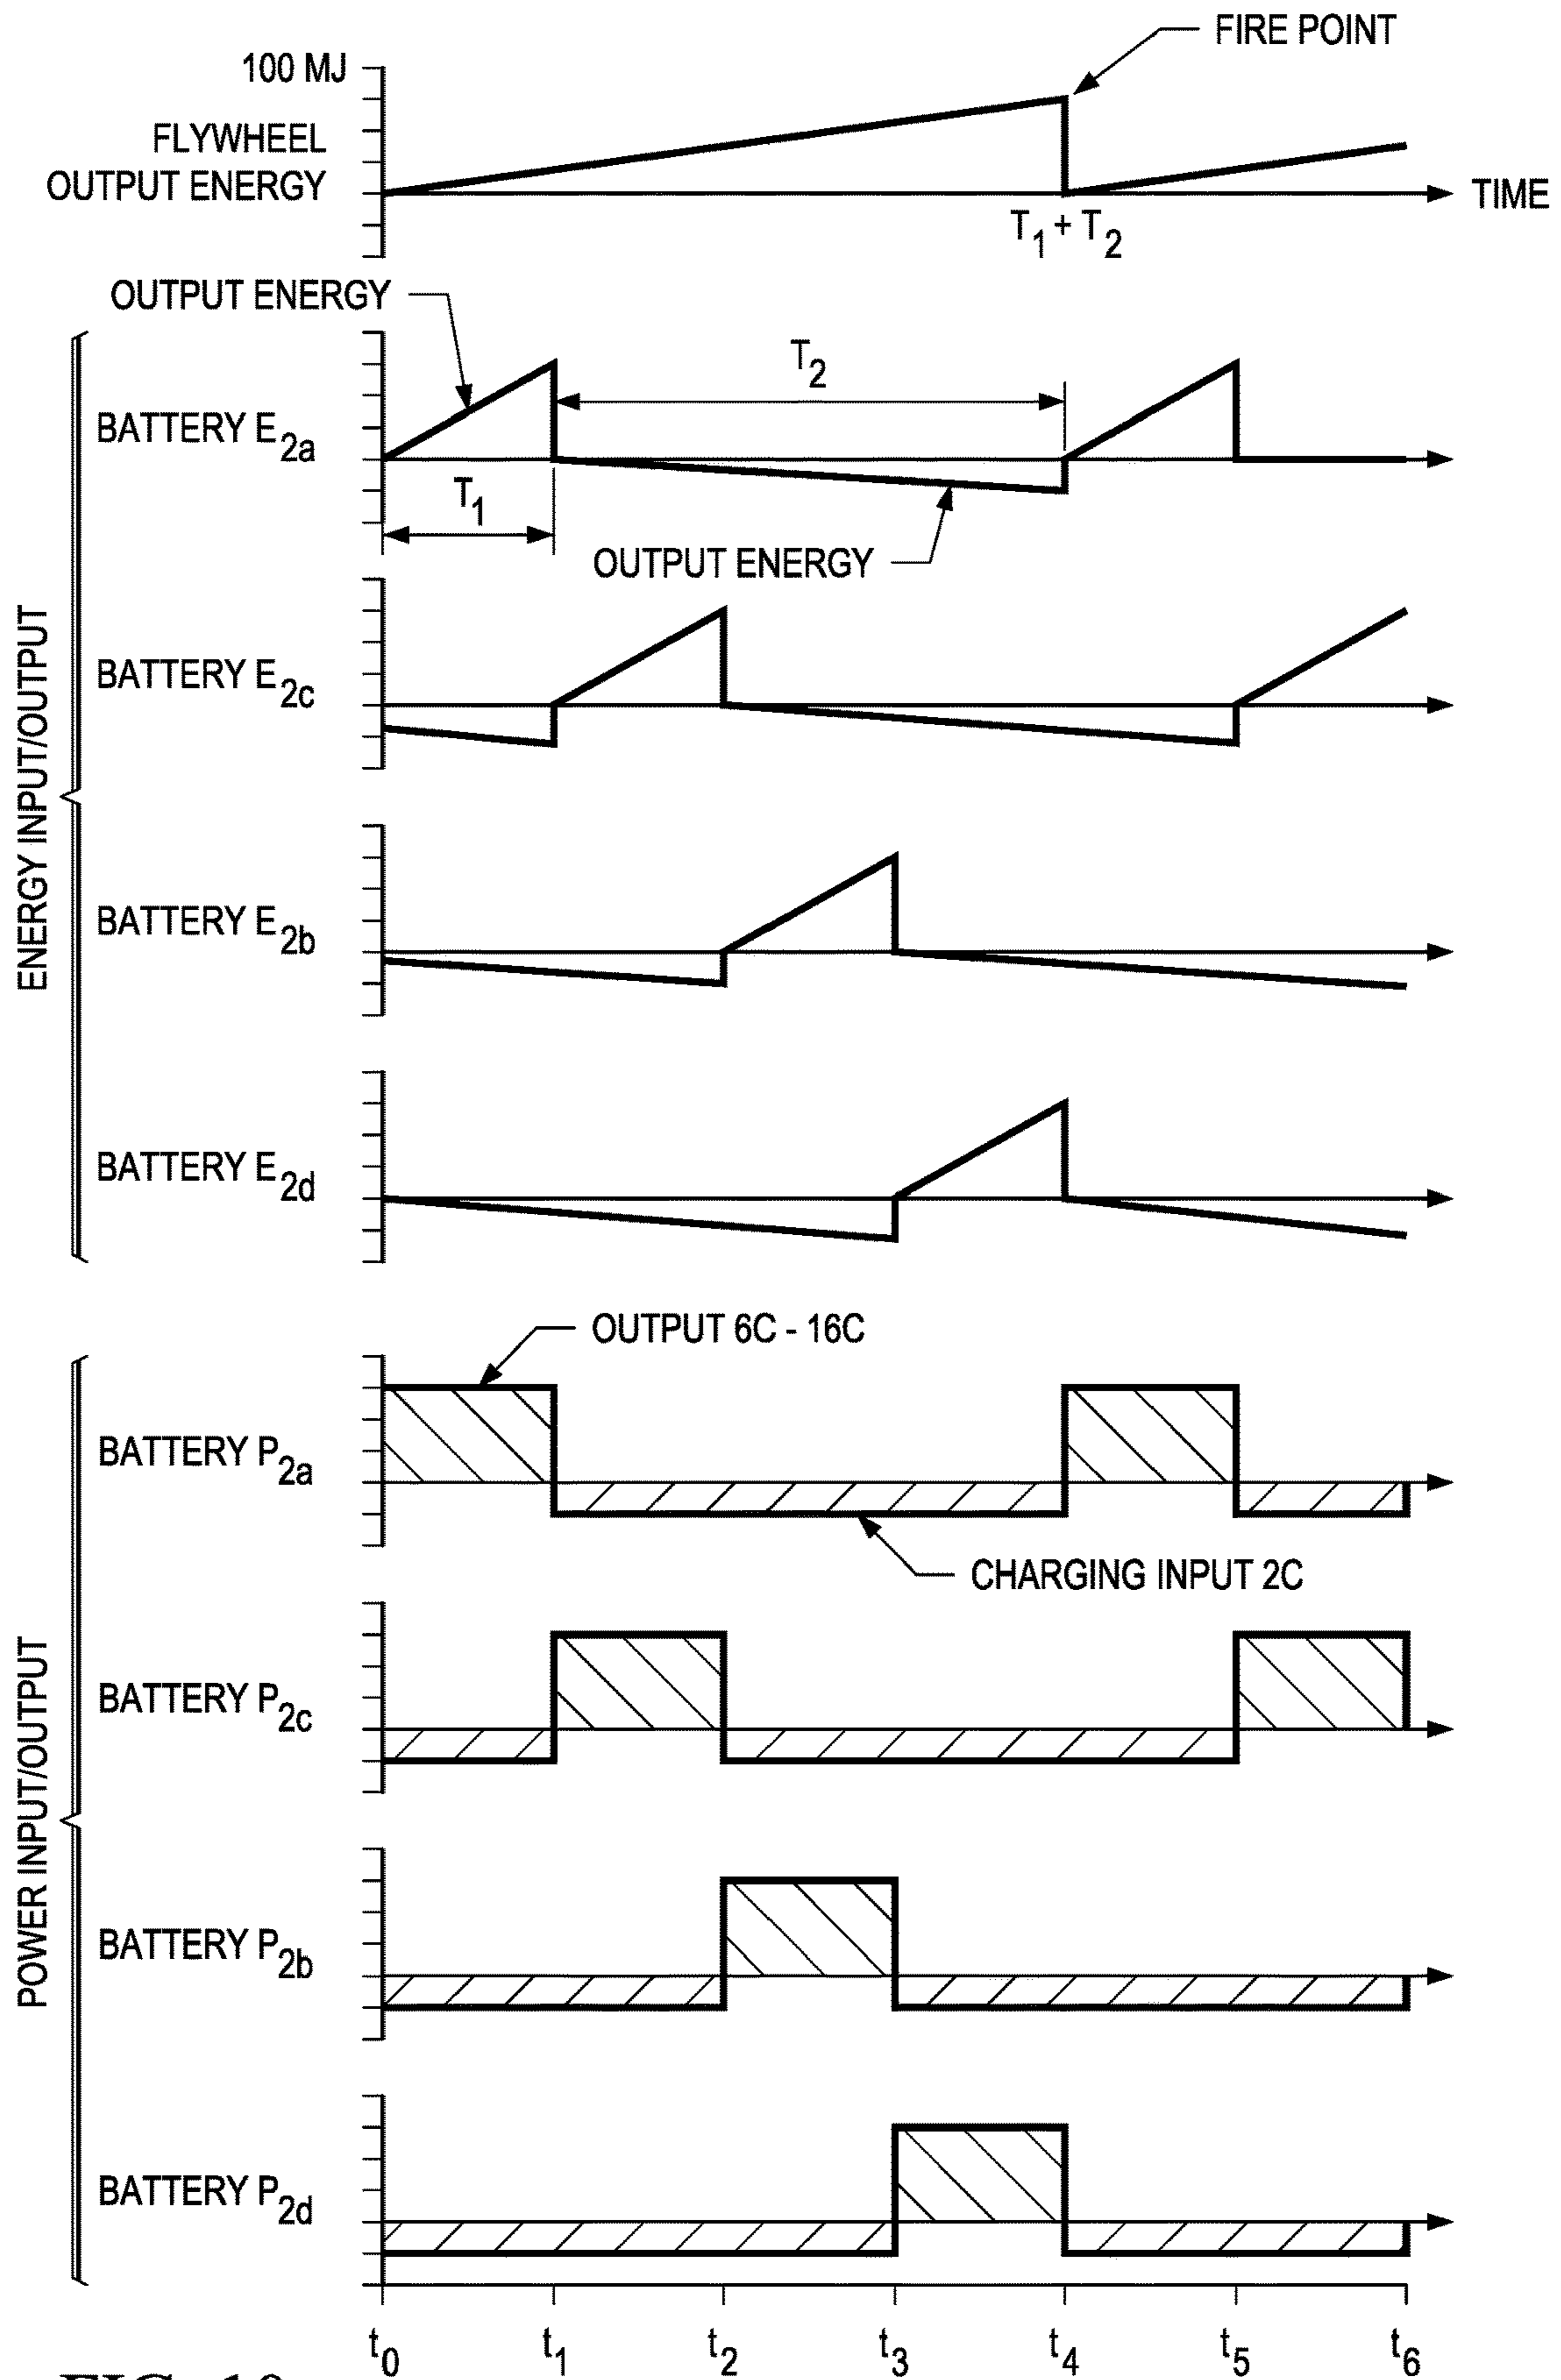 FIRE POINT
100 MJ
FLYWHEEL
OUTPUT ENERGY
TIME
T1 + T2
OUTPUT ENERGY
T2
BATTERY E2a
T1
OUTPUT ENERGY
BATTERY E2c
ENERGY INPUT/OUTPUT
BATTERY E2b
BATTERY E2d
OUTPUT 6C - 16C
BATTERY P2a
CHARGING INPUT 2C
BATTERY P2c
POWER INPUT/OUTPUT
BATTERY P2b
BATTERY P2d
t0 t1 t2 t3 t4 t5 t6